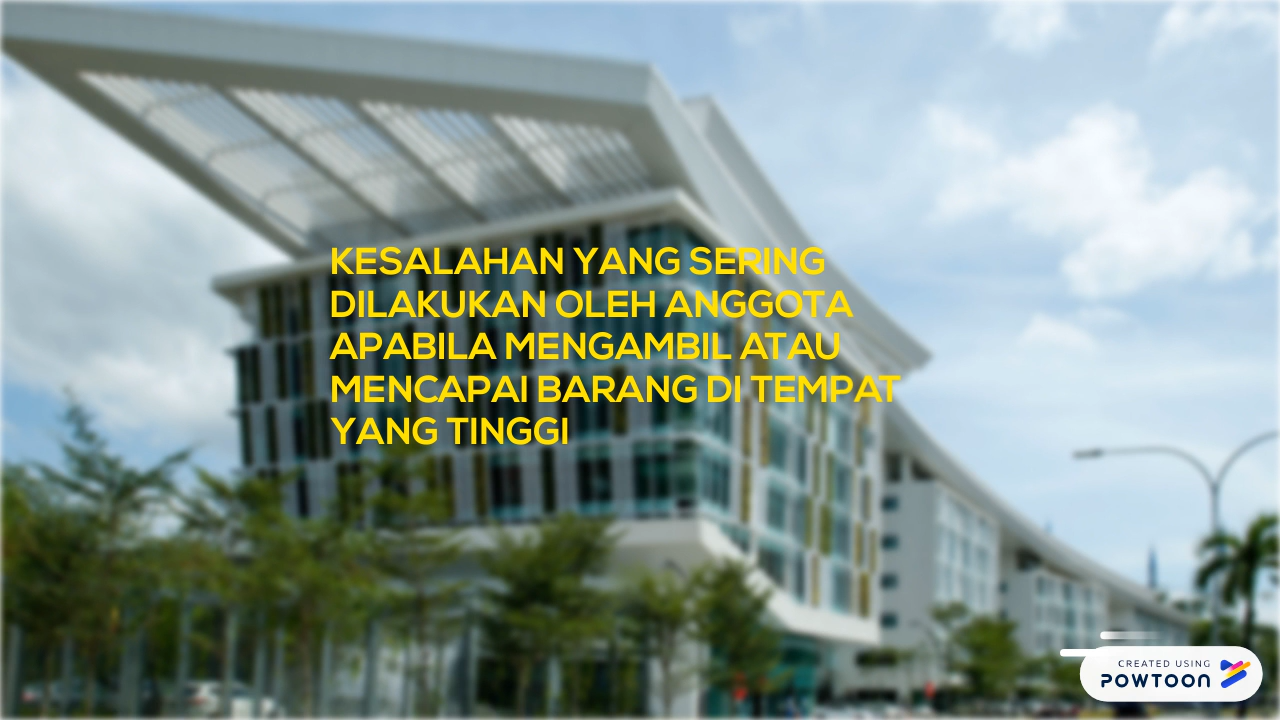 KESALAHAN YANG SERING
DILAKUKAN OLEH ANGGOTA
APABILA MENGAMBIL ATAU
MENCAPAI BARANG DI TEMPAT
YANG TINGGI
CREATED USING
POWTOON